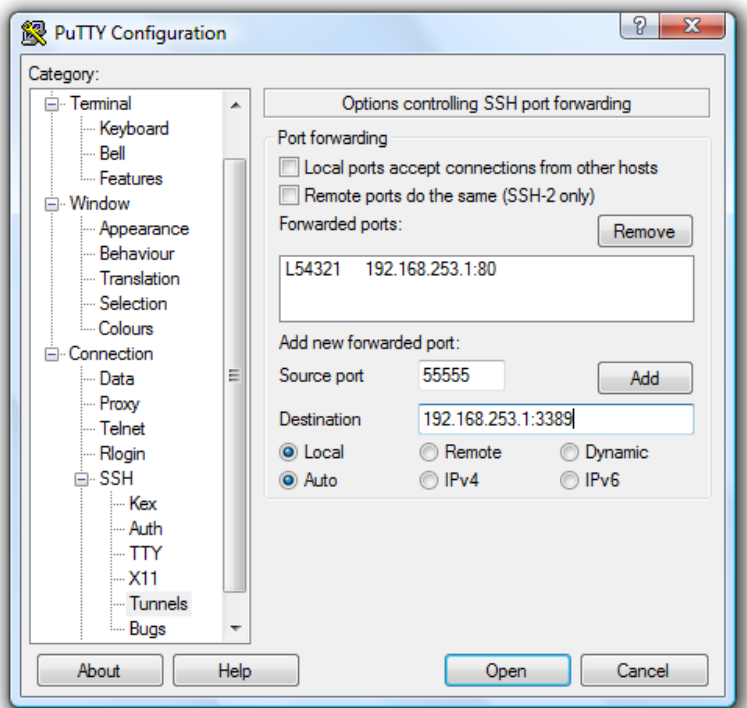 PuTTY Configuration
?
Category:
Terminal
Keyboard
Bell
Features
Window
Appearance
Behaviour
Translation
Selection
Colours
Connection
Data
Proxy
Telnet
Rlogin
SSH
Kex
Auth
TTY
X11
Tunnels
Bugs
Options controlling SSH port forwarding
Port forwarding
Local ports accept connections from other hosts
Remote ports do the same (SSH-2 only)
Forwarded ports:
Remove
L54321 192.168.253.1:80
Add new forwarded port:
Source port 55555 Add
Destination 192.168.253.1:3389
Local Remote Dynamic
Auto IPv4 IPv6
About Help Open Cancel